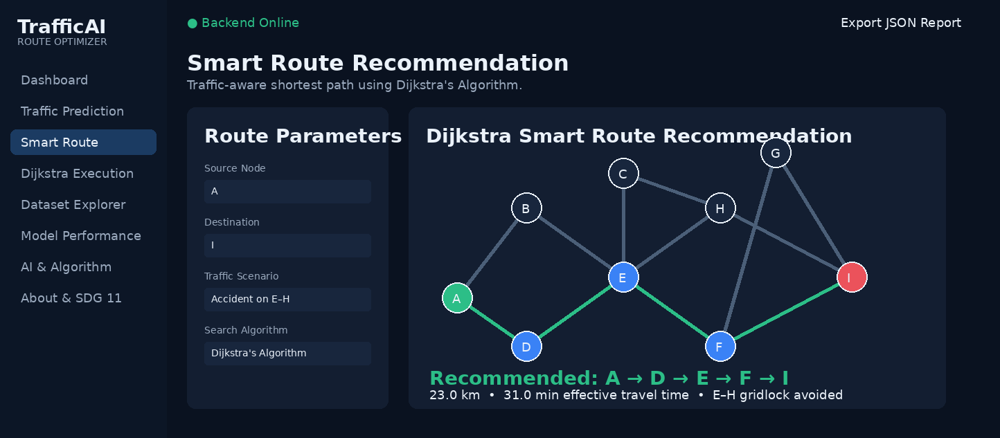 TrafficAI
ROUTE OPTIMIZER
Dashboard
Traffic Prediction
Smart Route
Dijkstra Execution
Dataset Explorer
Model Performance
AI & Algorithm
About & SDG 11
Backend Online
Export JSON Report
Smart Route Recommendation
Traffic-aware shortest path using Dijkstra's Algorithm.
Route Parameters
Source Node
A
Destination
I
Traffic Scenario
Accident on E–H
Search Algorithm
Dijkstra's Algorithm
Dijkstra Smart Route Recommendation
G
C
B
H
E
I
A
D
F
Recommended: A → D → E → F → I
23.0 km • 31.0 min effective travel time • E–H gridlock avoided